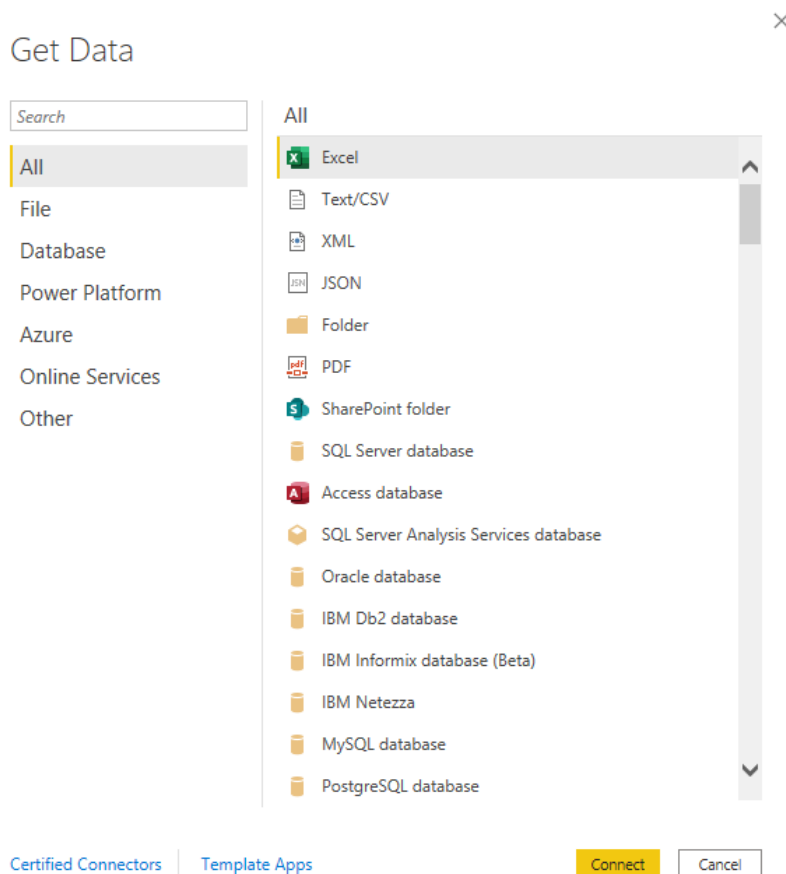 Get Data
Search
All
File
Database
Power Platform
Azure
Online Services
Other
All
Excel
Text/CSV
XML
JSN JSON
Folder
pdf PDF
S SharePoint folder
SQL Server database
A Access database
SQL Server Analysis Services database
Oracle database
IBM Db2 database
IBM Informix database (Beta)
IBM Netezza
MySQL database
PostgreSQL database
Certified Connectors
Template Apps
Connect
Cancel